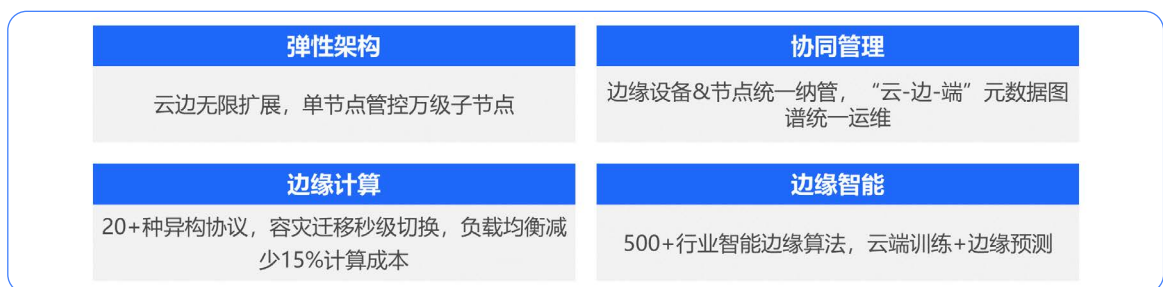 弹性架构
云边无限扩展，单节点管控万级子节点
协同管理
边缘设备&节点统一纳管，“云-边-端”元数据图
谱统一运维
边缘计算
20+种异构协议，容灾迁移秒级切换，负载均衡减
少15%计算成本
边缘智能
500+行业智能边缘算法，云端训练+边缘预测